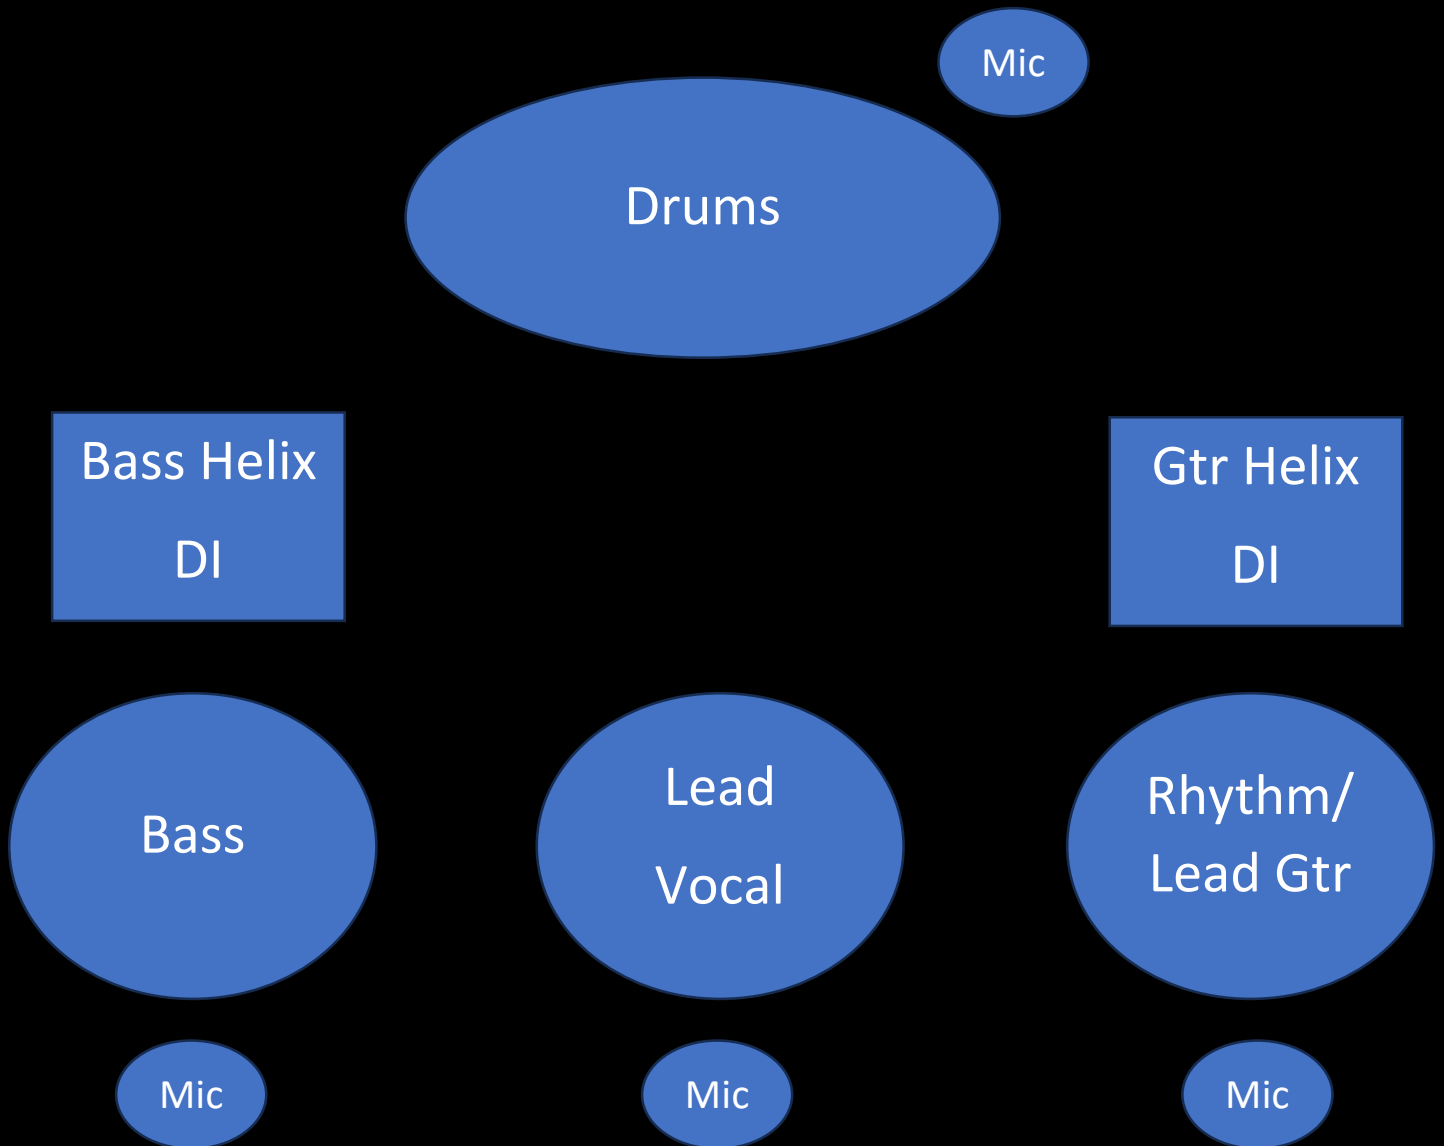 Mic
Drums
Bass Helix
DI
Gtr Helix
DI
Bass
Lead
Vocal
Rhythm/
Lead Gtr
Mic
Mic
Mic